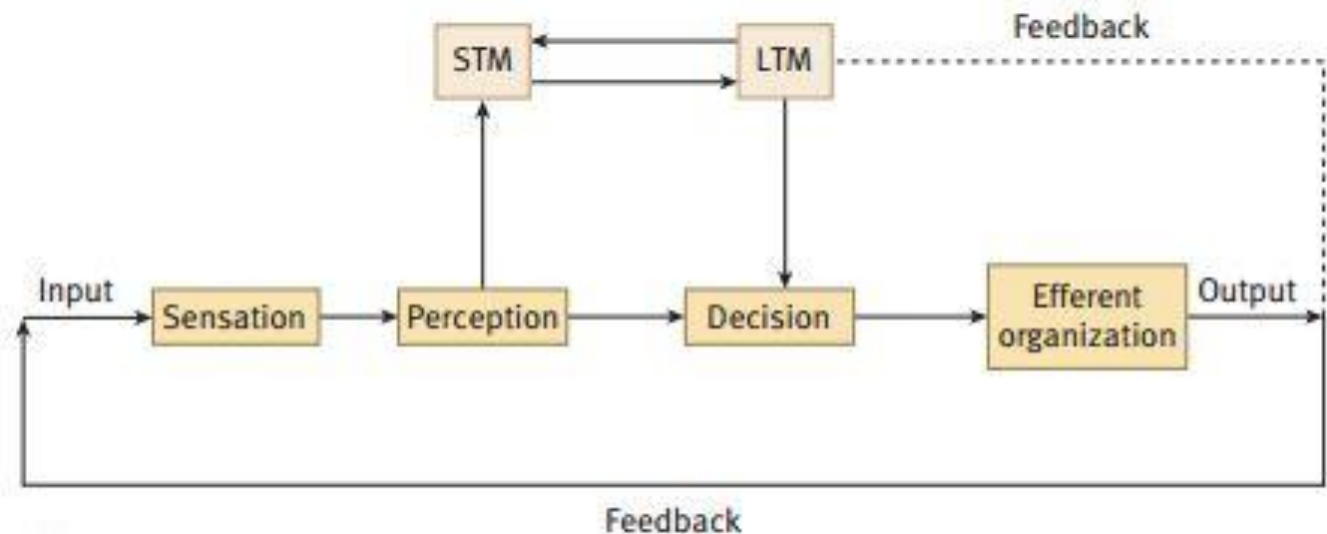 Feedback
STM
LTM
Input
Sensation
Perception
Decision
Efferent
organization
Output
Feedback